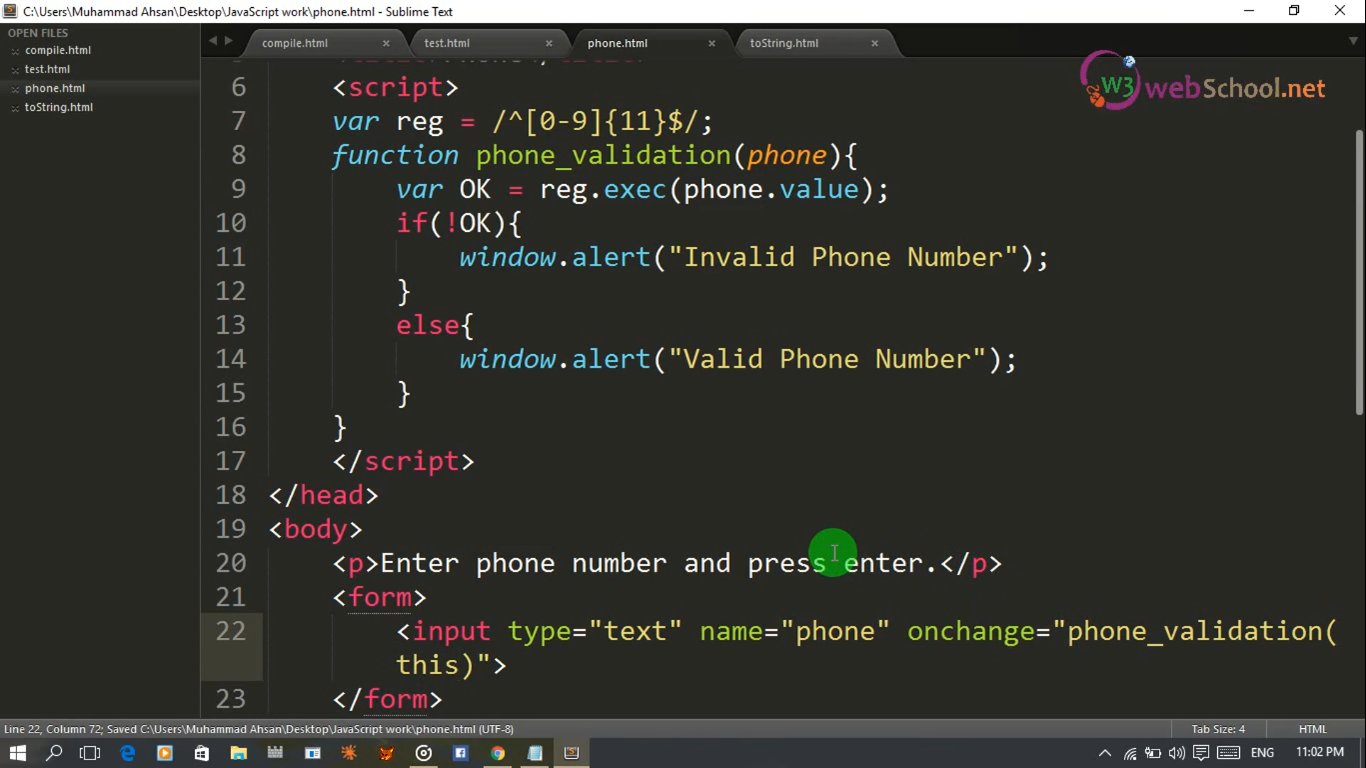 C:\Users\Muhammad Ahsan\Desktop\JavaScript work\phone.html - Sublime Text
OPEN FILES
compile.html
test.html
phone.html
toString.html
compile.html test.html phone.html toString.html
W3 webSchool.net
6 <script>
7 var reg = /^[0-9]{11}$/;
8 function phone_validation(phone){
9 var OK = reg.exec(phone.value);
10 if(!OK){
11 window.alert("Invalid Phone Number");
12 }
13 else{
14 window.alert("Valid Phone Number");
15 }
16 }
17 </script>
18 </head>
19 <body>
20 <p>Enter phone number and press enter.</p>
21 <form>
22 <input type="text" name="phone" onchange="phone_validation(
this)">
23 </form>
Line 22, Column 72; Saved C:\Users\Muhammad Ahsan\Desktop\JavaScript work\phone.html (UTF-8) Tab Size: 4 HTML
ENG 11:02 PM